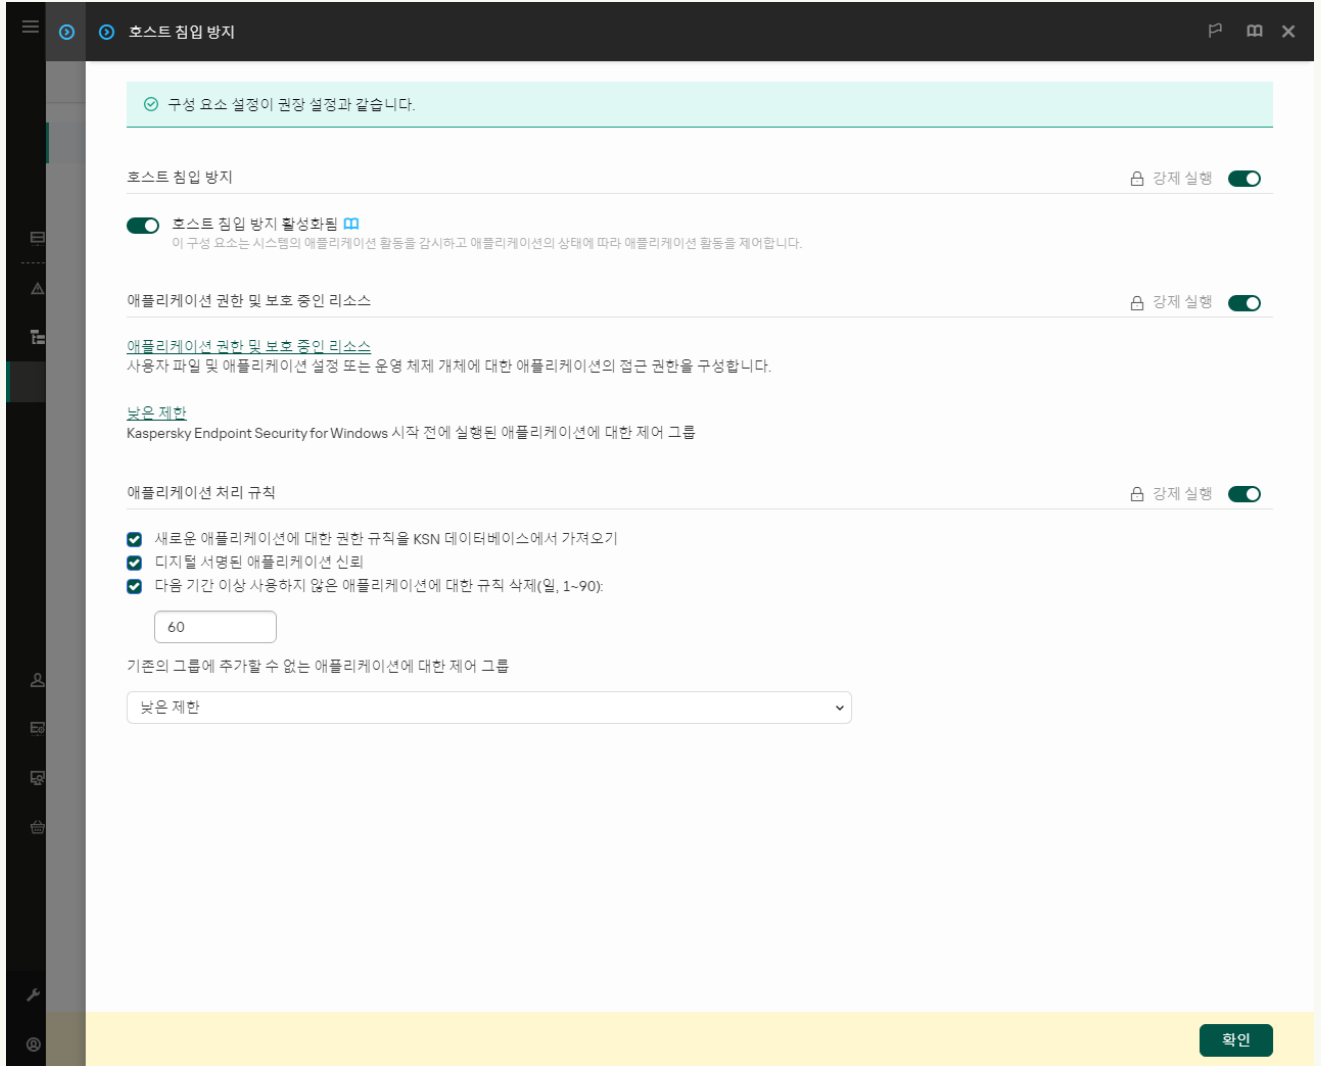 호스트 침입 방지
구성 요소 설정이 권장 설정과 같습니다.
호스트 침입 방지
강제 실행
호스트 침입 방지 활성화됨
이 구성 요소는 시스템의 애플리케이션 활동을 감시하고 애플리케이션의 상태에 따라 애플리케이션 활동을 제어합니다.
애플리케이션 권한 및 보호 중인 리소스
강제 실행
애플리케이션 권한 및 보호 중인 리소스
사용자 파일 및 애플리케이션 설정 또는 운영 체제 개체에 대한 애플리케이션의 접근 권한을 구성합니다.
낮은 제한
Kaspersky Endpoint Security for Windows 시작 전에 실행된 애플리케이션에 대한 제어 그룹
애플리케이션 처리 규칙
강제 실행
새로운 애플리케이션에 대한 권한 규칙을 KSN 데이터베이스에서 가져오기
디지털 서명된 애플리케이션 신뢰
다음 기간 이상 사용하지 않은 애플리케이션에 대한 규칙 삭제(일, 1~90):
60
기존의 그룹에 추가할 수 없는 애플리케이션에 대한 제어 그룹
낮은 제한
확인